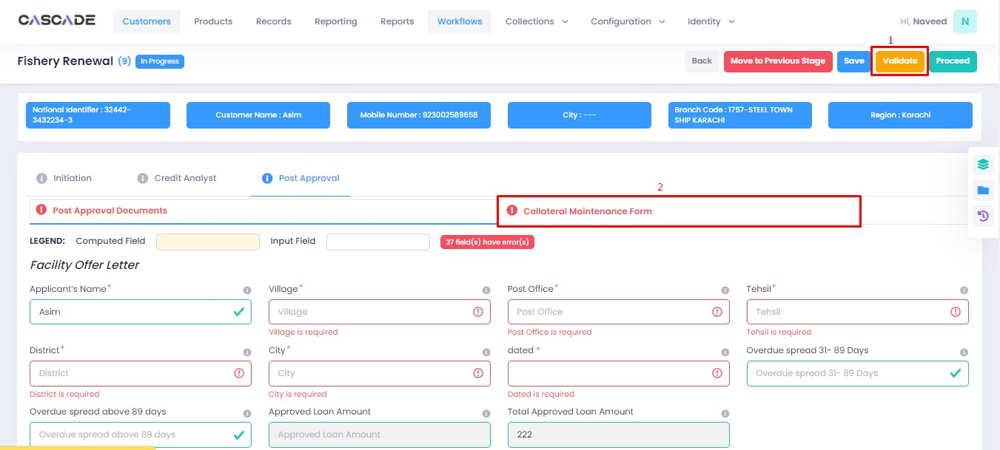 CASCADE Customers Products Records Reporting Reports Workflows Collections Configuration Identity Hi, Naveed N
1
Fishery Renewal (9) In Progress Back Move to Previous Stage Save Validate Proceed
National Identifier : 32442-
3432234-3
Customer Name : Asim
Mobile Number : 923002589658
City : ---
Branch Code : 1757-STEEL TOWN
SHIP KARACHI
Region : Karachi
Initiation Credit Analyst Post Approval
2
Post Approval Documents Collateral Maintenance Form
LEGEND: Computed Field Input Field 37 field(s) have error(s)
Facility Offer Letter
Applicant's Name* Village* Post Office* Tehsil*
Asim Village Post Office Tehsil
Village is required Post Office is required Tehsil is required
District* City* dated * Overdue spread 31- 89 Days
District City Overdue spread 31- 89 Days
District is required City is required Dated is required
Overdue spread above 89 days Approved Loan Amount Total Approved Loan Amount
Overdue spread above 89 days Approved Loan Amount 222